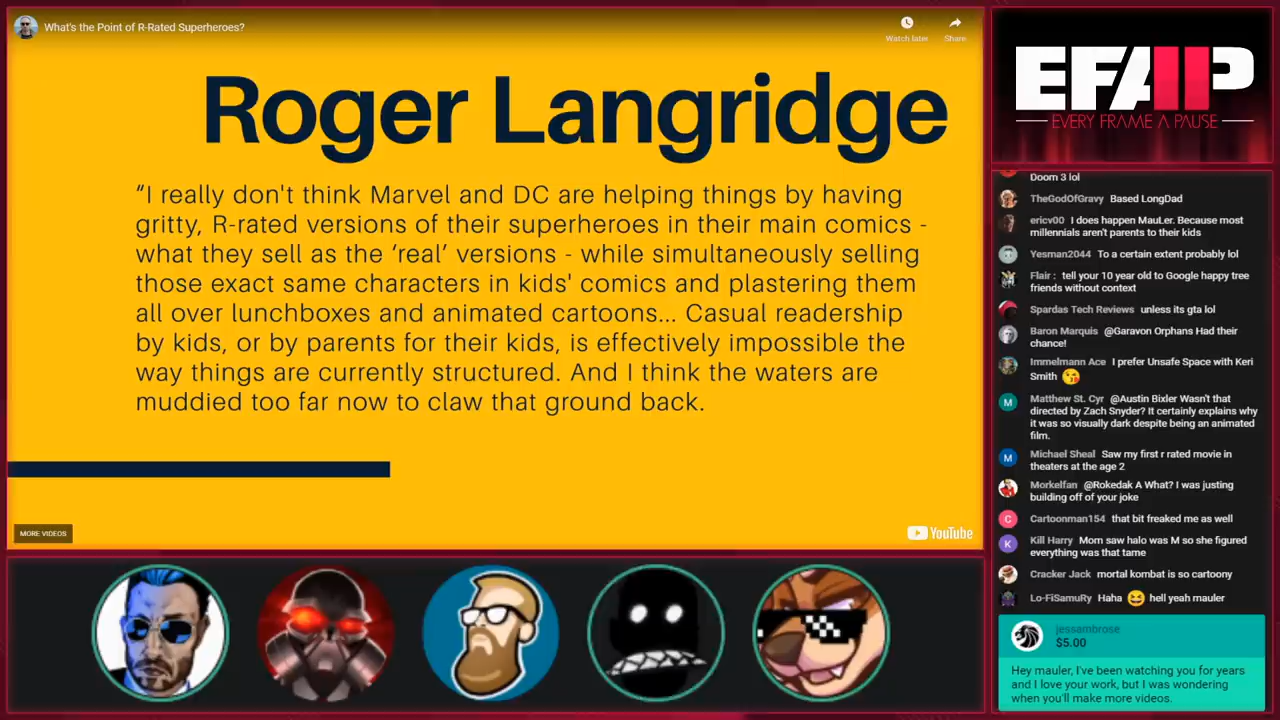 What's the Point of R-Rated Superheroes?
Watch later
Share
Roger Langridge
“I really don't think Marvel and DC are helping things by having
gritty, R-rated versions of their superheroes in their main comics -
what they sell as the ‘real’ versions - while simultaneously selling
those exact same characters in kids' comics and plastering them
all over lunchboxes and animated cartoons... Casual readership
by kids, or by parents for their kids, is effectively impossible the
way things are currently structured. And I think the waters are
muddied too far now to claw that ground back.
MORE VIDEOS
YouTube
EFAP
EVERY FRAME A PAUSE
Doom 3 lol
TheGodOfGravy Based LongDad
ericv00 I does happen MauLer. Because most
millennials aren't parents to their kids
Yesman2044 To a certain extent probably lol
Flair : tell your 10 year old to Google happy tree
friends without context
Spardas Tech Reviews unless its gta lol
Baron Marquis @Garavon Orphans Had their
chance!
Immelmann Ace I prefer Unsafe Space with Keri
Smith
M
Matthew St. Cyr @Austin Bixler Wasn't that
directed by Zach Snyder? It certainly explains why
it was so visually dark despite being an animated
film.
M
Michael Sheal Saw my first r rated movie in
theaters at the age 2
Morkelfan @Rokedak A What? I was justing
building off of your joke
C
Cartoonman154 that bit freaked me as well
K
Kill Harry Mom saw halo was M so she figured
everything was that tame
Cracker Jack mortal kombat is so cartoony
Lo-FiSamuRy Haha hell yeah mauler
jessambrose
$5.00
Hey mauler, I've been watching you for years
and I love your work, but I was wondering
when you'll make more videos.